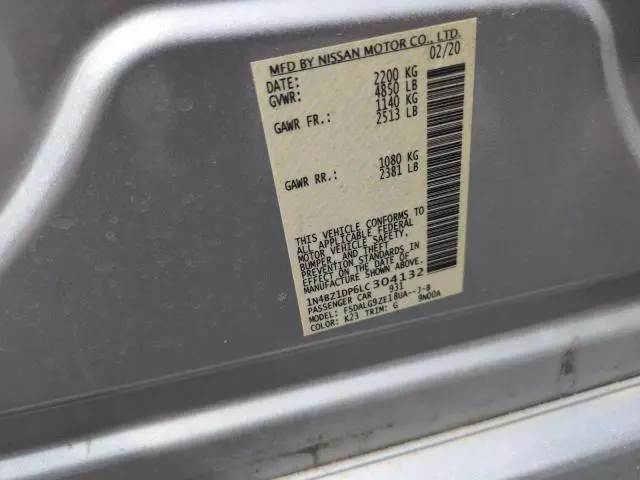 MFD BY NISSAN MOTOR CO., LTD.
DATE: 02/20
GVWR: 2200 KG
4850 LB
GAWR FR.: 1140 KG
2513 LB
GAWR RR.: 1080 KG
2381 LB
THIS VEHICLE CONFORMS TO
ALL APPLICABLE FEDERAL
MOTOR VEHICLE SAFETY,
BUMPER, AND THEFT
PREVENTION STANDARDS IN
EFFECT ON THE DATE OF
MANUFACTURE SHOWN ABOVE.
1N4BZ1DP6LC304132
PASSENGER CAR 931
MODEL: FSDALG9ZE18UA--J-B
COLOR: K23 TRIM: G 9N00A